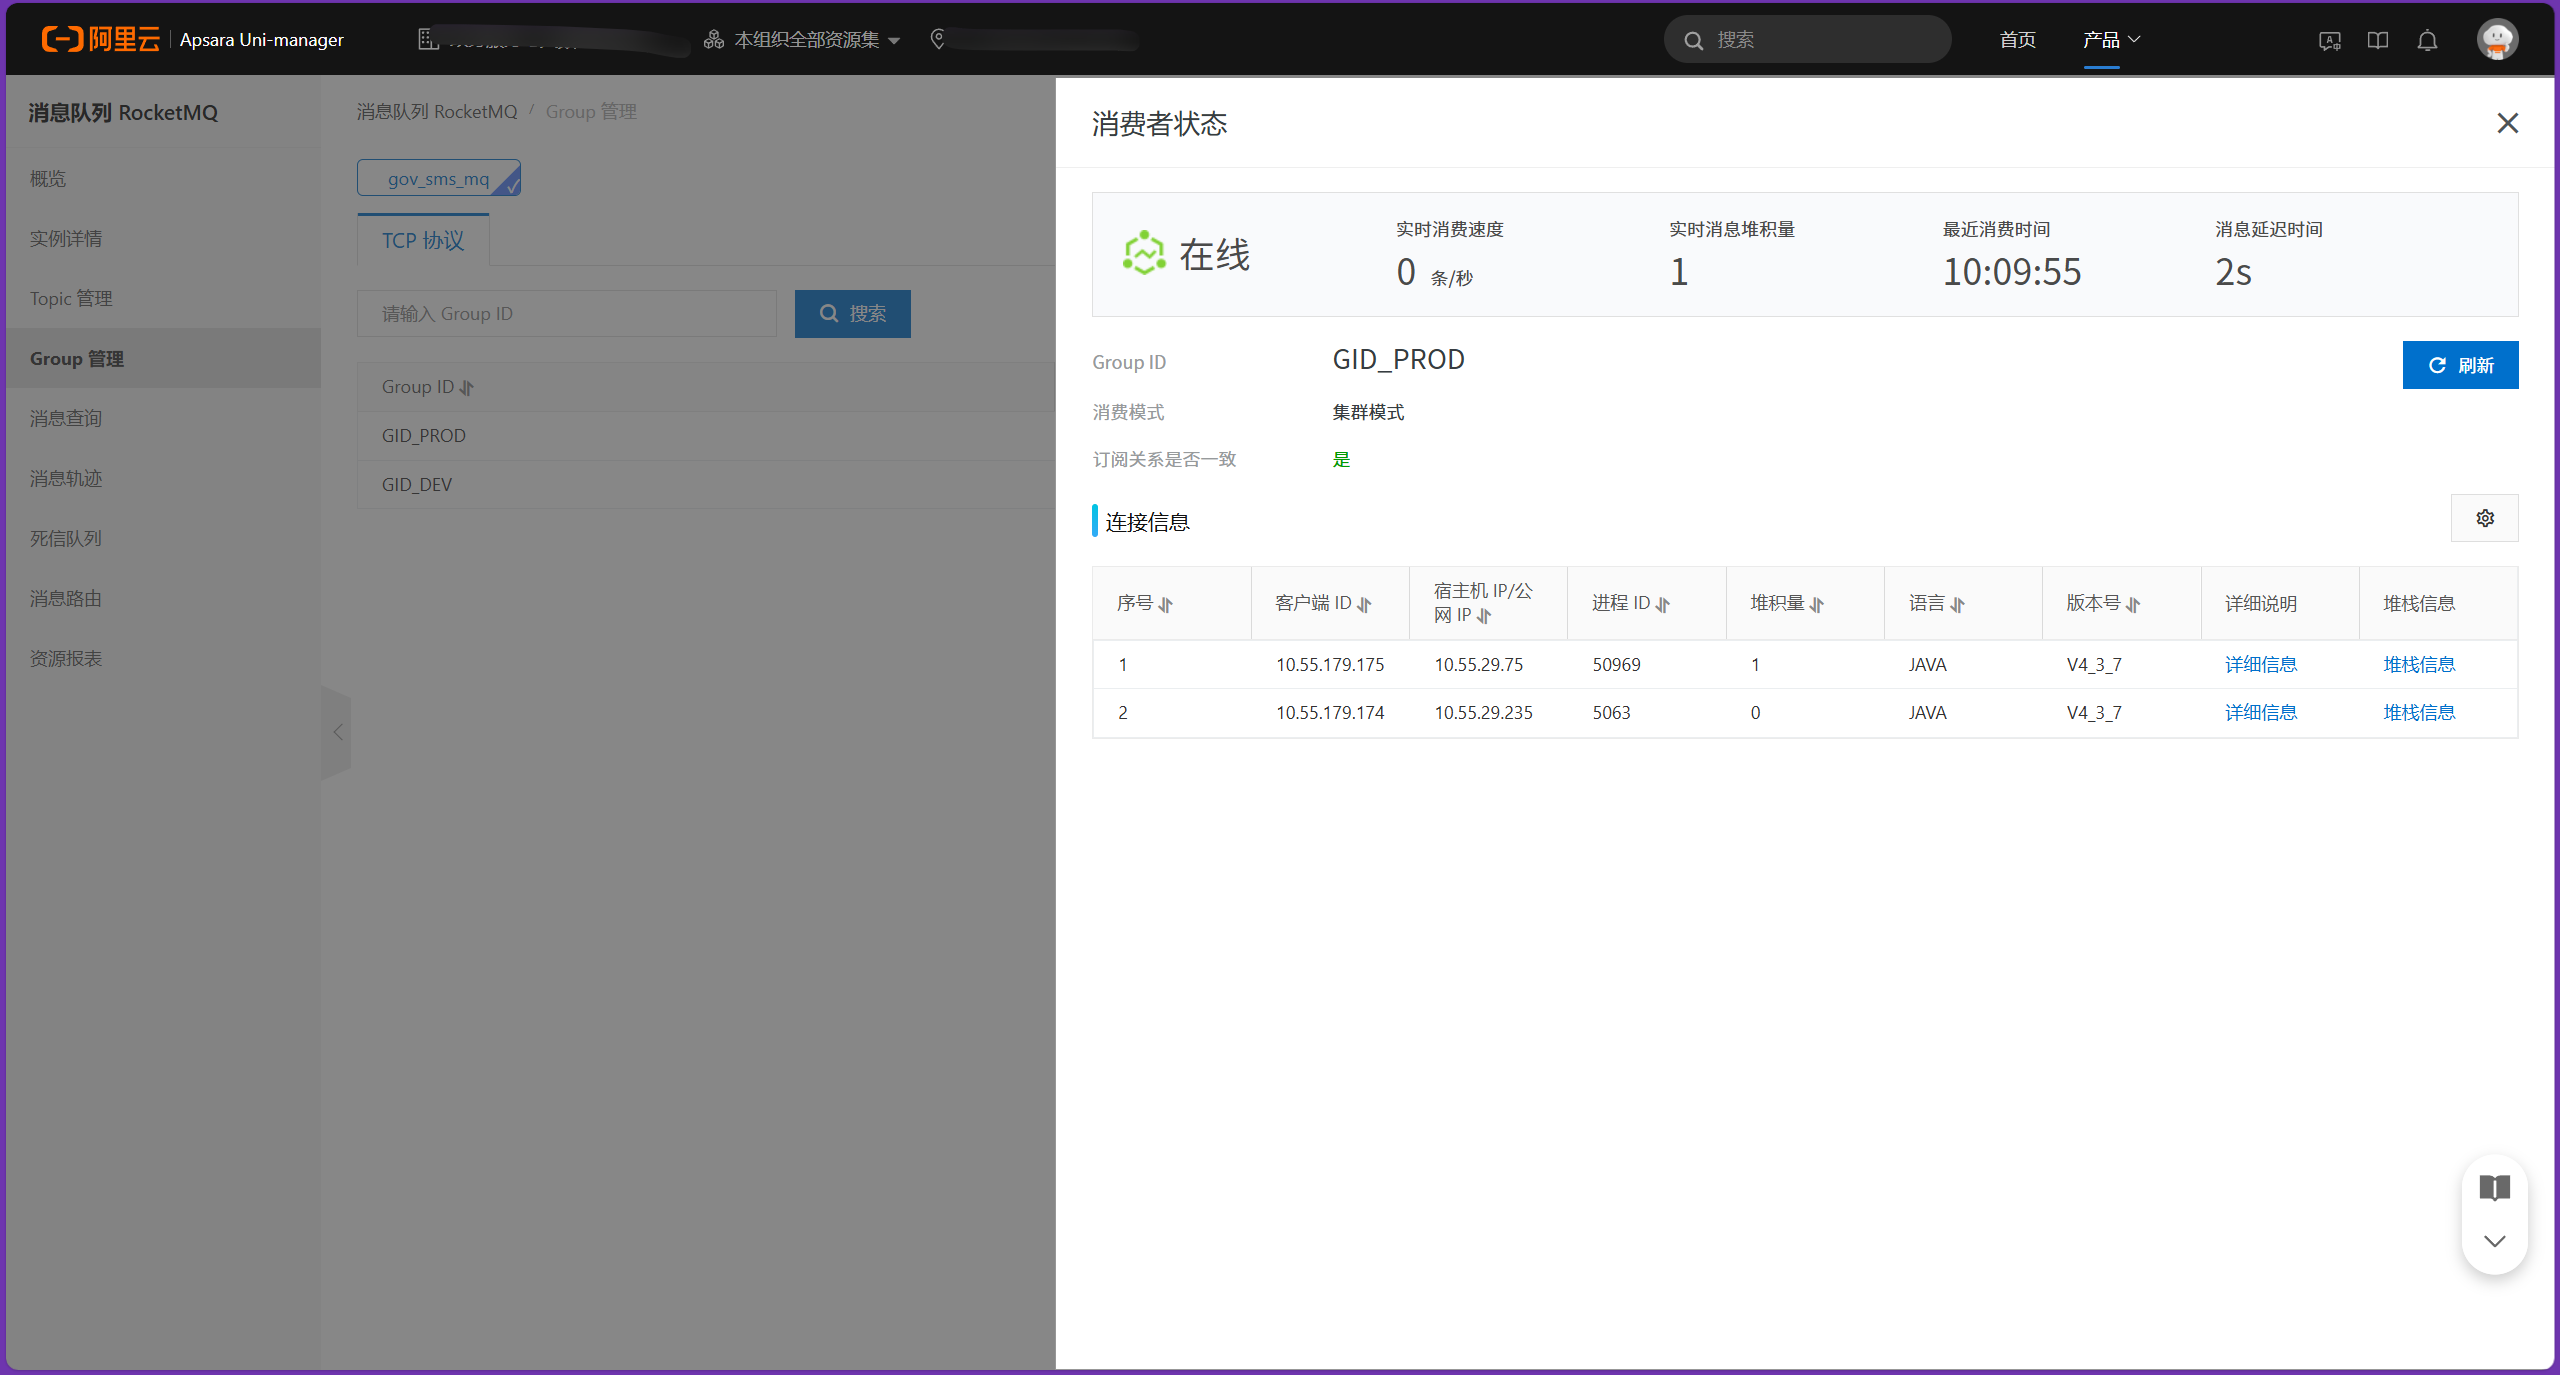 阿里云 Apsara Uni-manager
本组织全部资源集
搜索
首页
产品
消息队列 RocketMQ
概览
实例详情
Topic 管理
Group 管理
消息查询
消息轨迹
死信队列
消息路由
资源报表
消息队列 RocketMQ / Group 管理
gov_sms_mq
TCP 协议
请输入 Group ID
搜索
Group ID
GID_PROD
GID_DEV
消费者状态
在线
实时消费速度
0 条/秒
实时消息堆积量
1
最近消费时间
10:09:55
消息延迟时间
2s
Group ID GID_PROD
刷新
消费模式 集群模式
订阅关系是否一致 是
连接信息
序号 客户端 ID 宿主机 IP/公网 IP 进程 ID 堆积量 语言 版本号 详细说明 堆栈信息
1 10.55.179.175 10.55.29.75 50969 1 JAVA V4_3_7 详细信息 堆栈信息
2 10.55.179.174 10.55.29.235 5063 0 JAVA V4_3_7 详细信息 堆栈信息